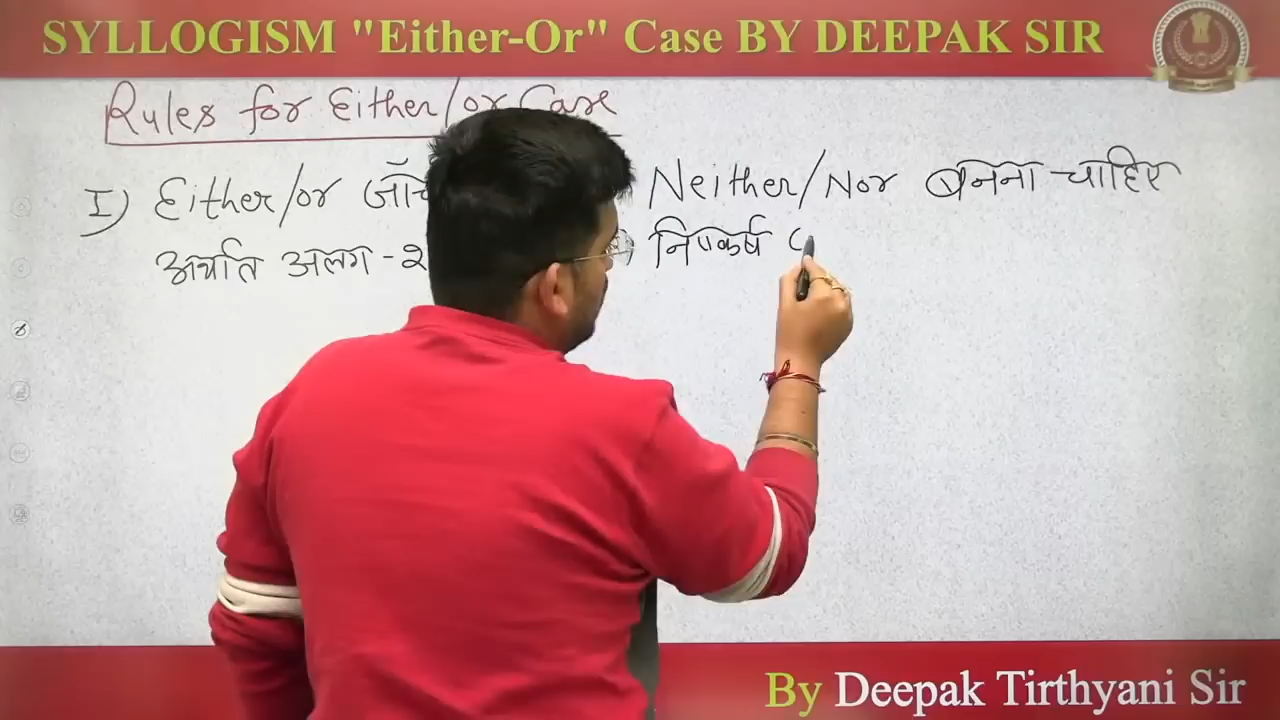 SYLLOGISM "Either-Or" Case BY DEEPAK SIR
Rules for Either/or Case
I) Either/or Neither/Nor बनना चाहिए
अर्थात अलग-२ निष्कर्ष
By Deepak Tirthyani Sir